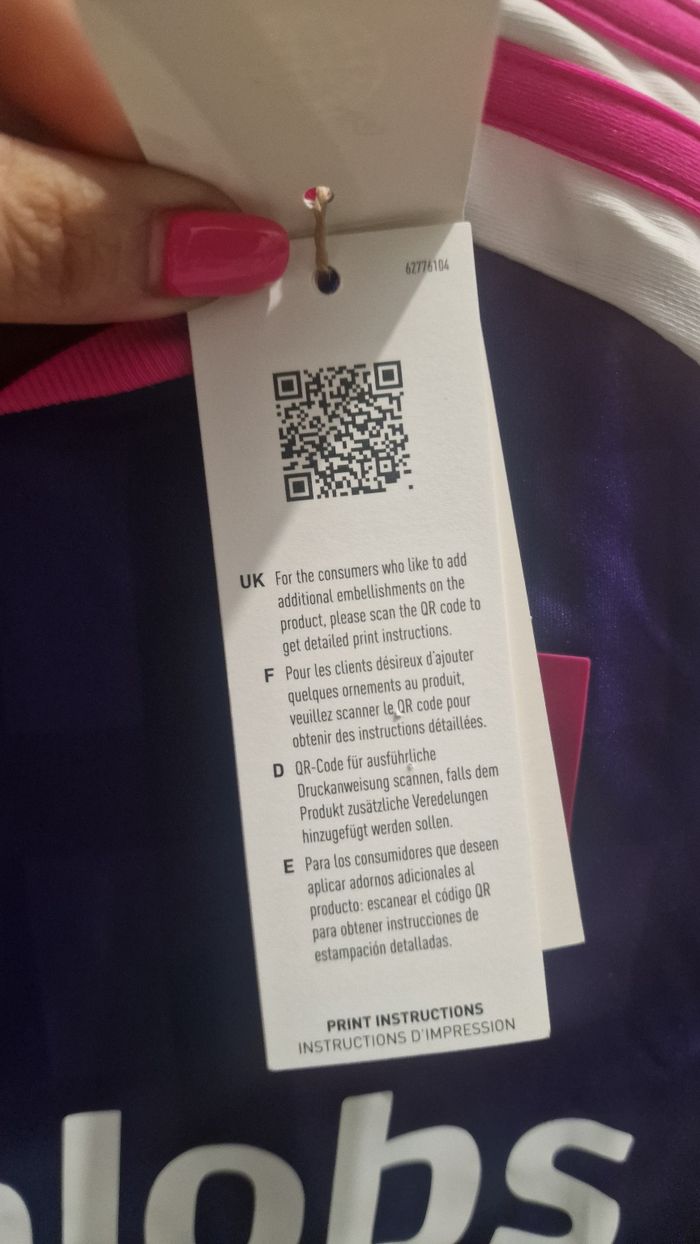 62776104
UK For the consumers who like to add
additional embellishments on the
product, please scan the QR code to
get detailed print instructions.
F Pour les clients désireux d'ajouter
quelques ornements au produit,
veuillez scanner le QR code pour
obtenir des instructions détaillées.
D QR-Code für ausführliche
Druckanweisung scannen, falls dem
Produkt zusätzliche Veredelungen
hinzugefügt werden sollen.
E Para los consumidores que deseen
aplicar adornos adicionales al
producto: escanear el código QR
para obtener instrucciones de
estampación detalladas.
PRINT INSTRUCTIONS
INSTRUCTIONS D'IMPRESSION
lobs